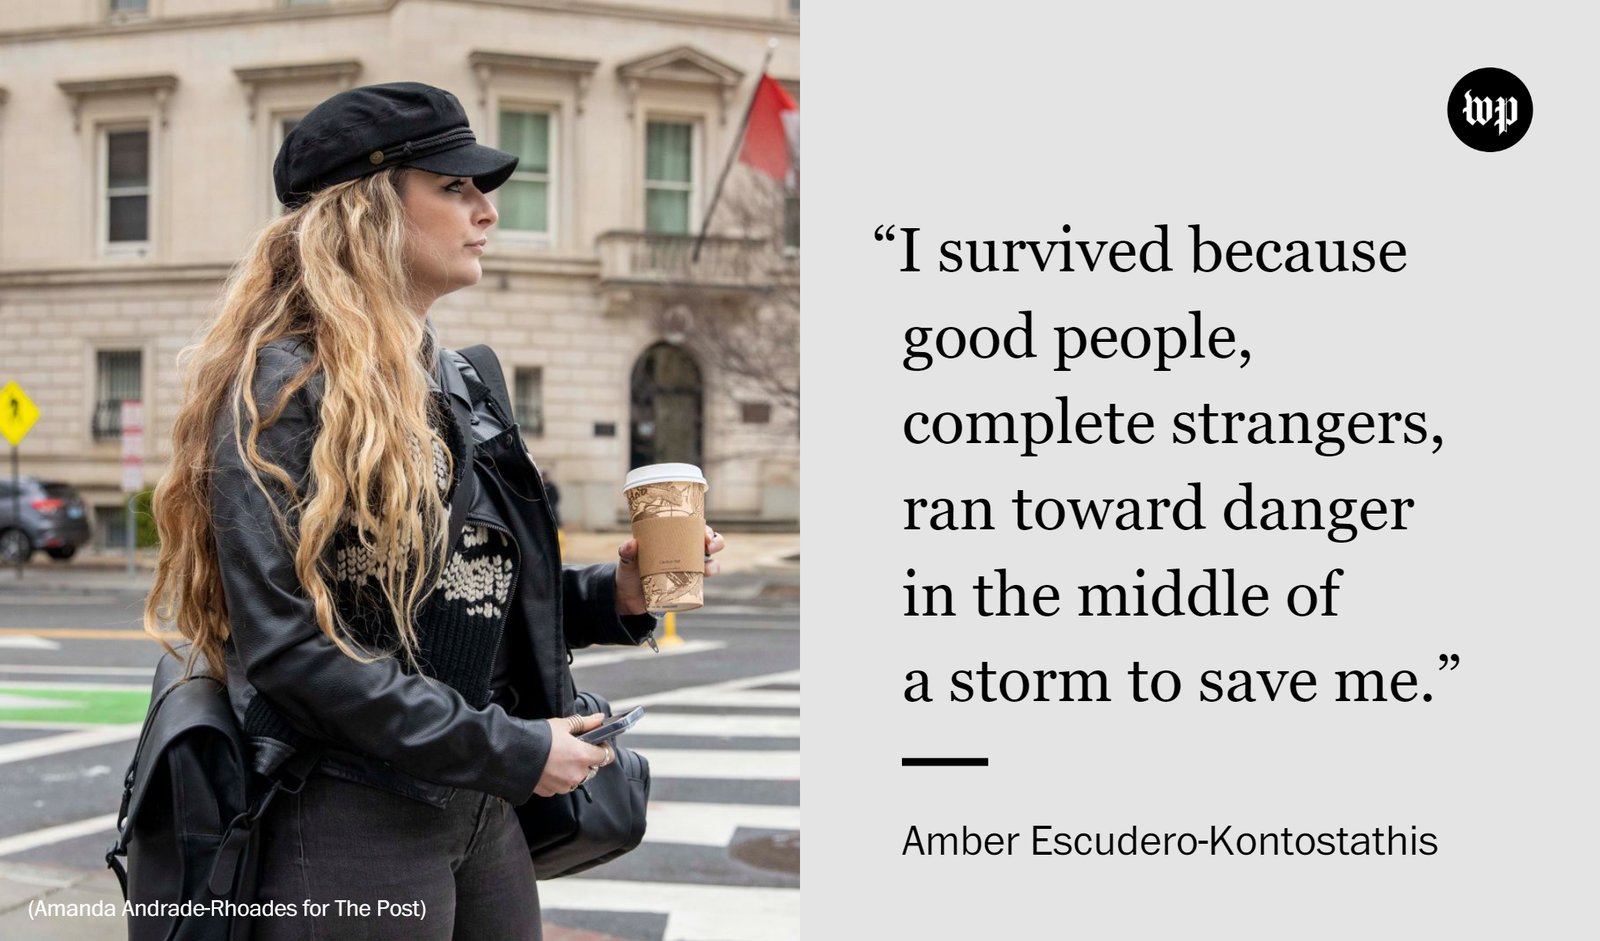 wp
“I survived because
good people,
complete strangers,
ran toward danger
in the middle of
a storm to save me.”
Amber Escudero-Kontostathis
(Amanda Andrade-Rhoades for The Post)